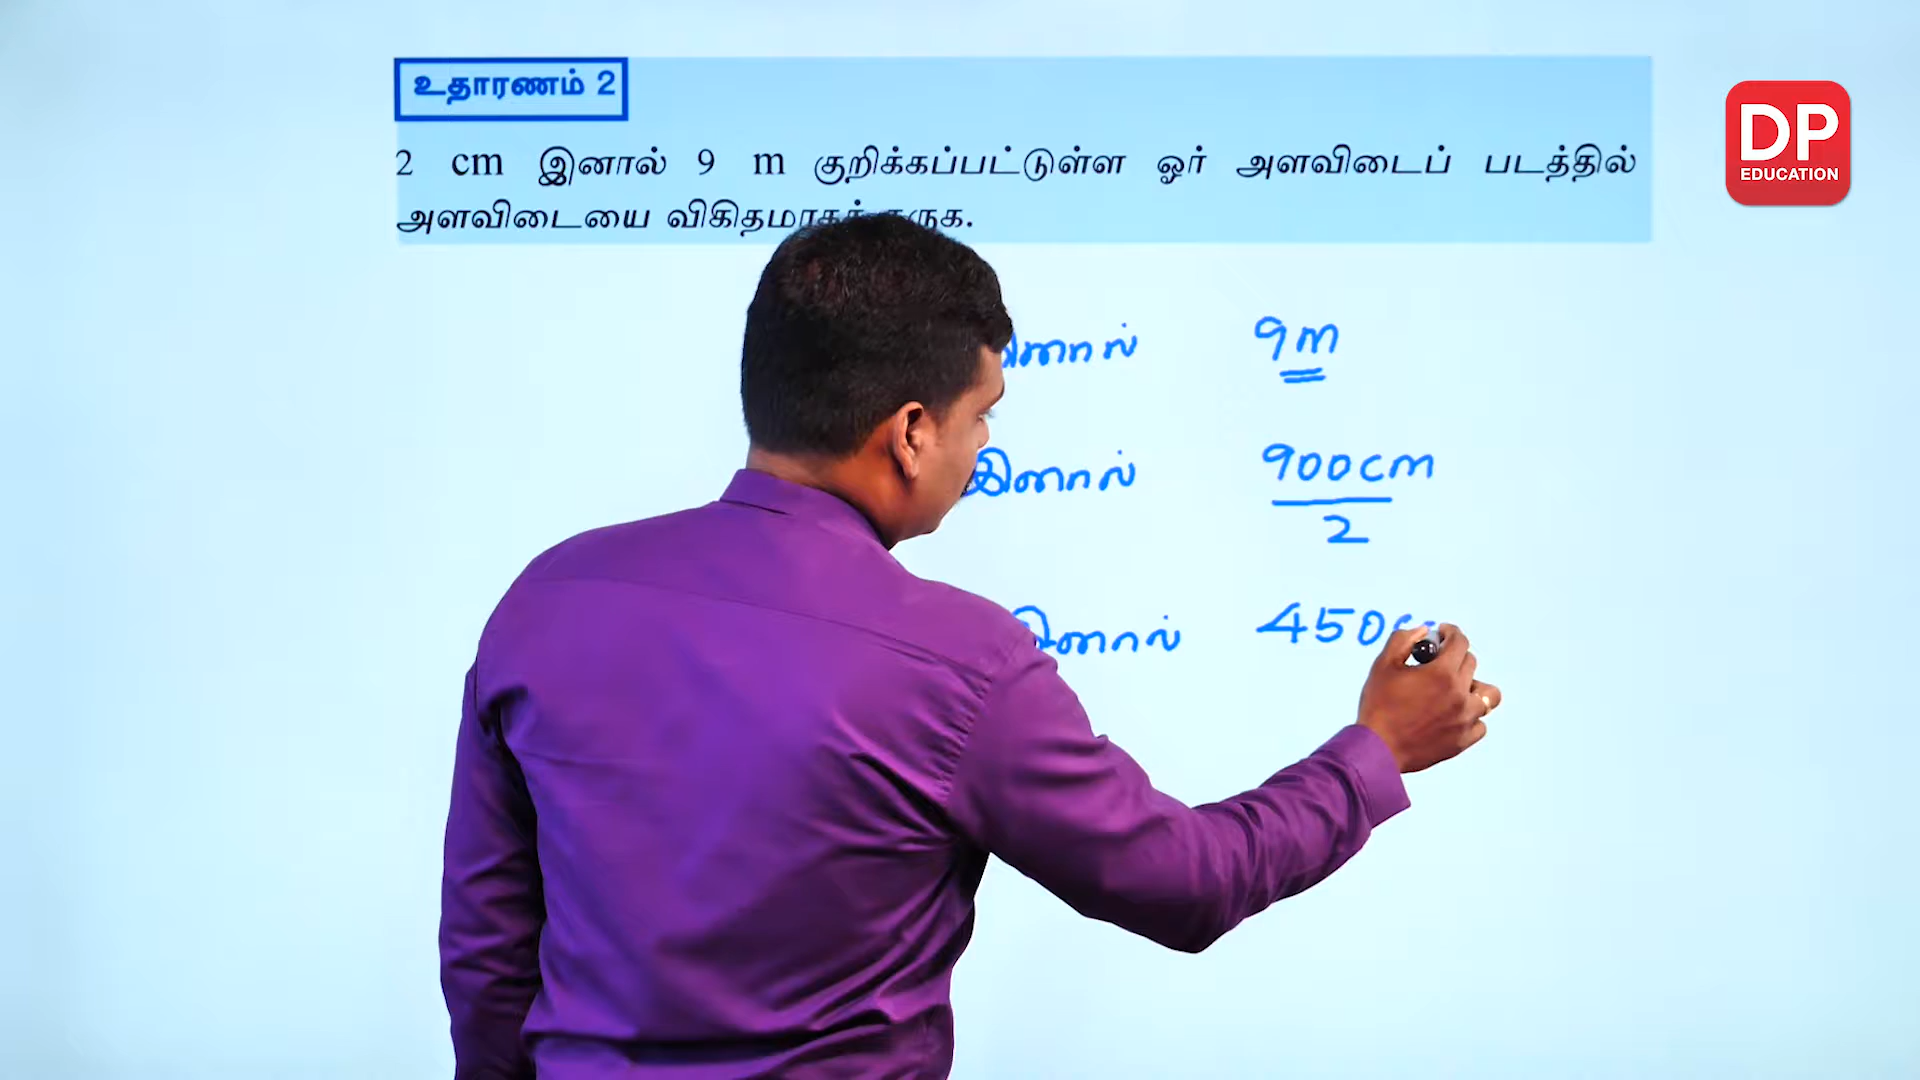 உதாரணம் 2
2 cm இனால் 9 m குறிக்கப்பட்டுள்ள ஓர் அளவிடைப் படத்தில்
அளவிடையை விகிதமாகத் தருக.
DP
EDUCATION
9m
இனால் 900cm
2
இனால் 450